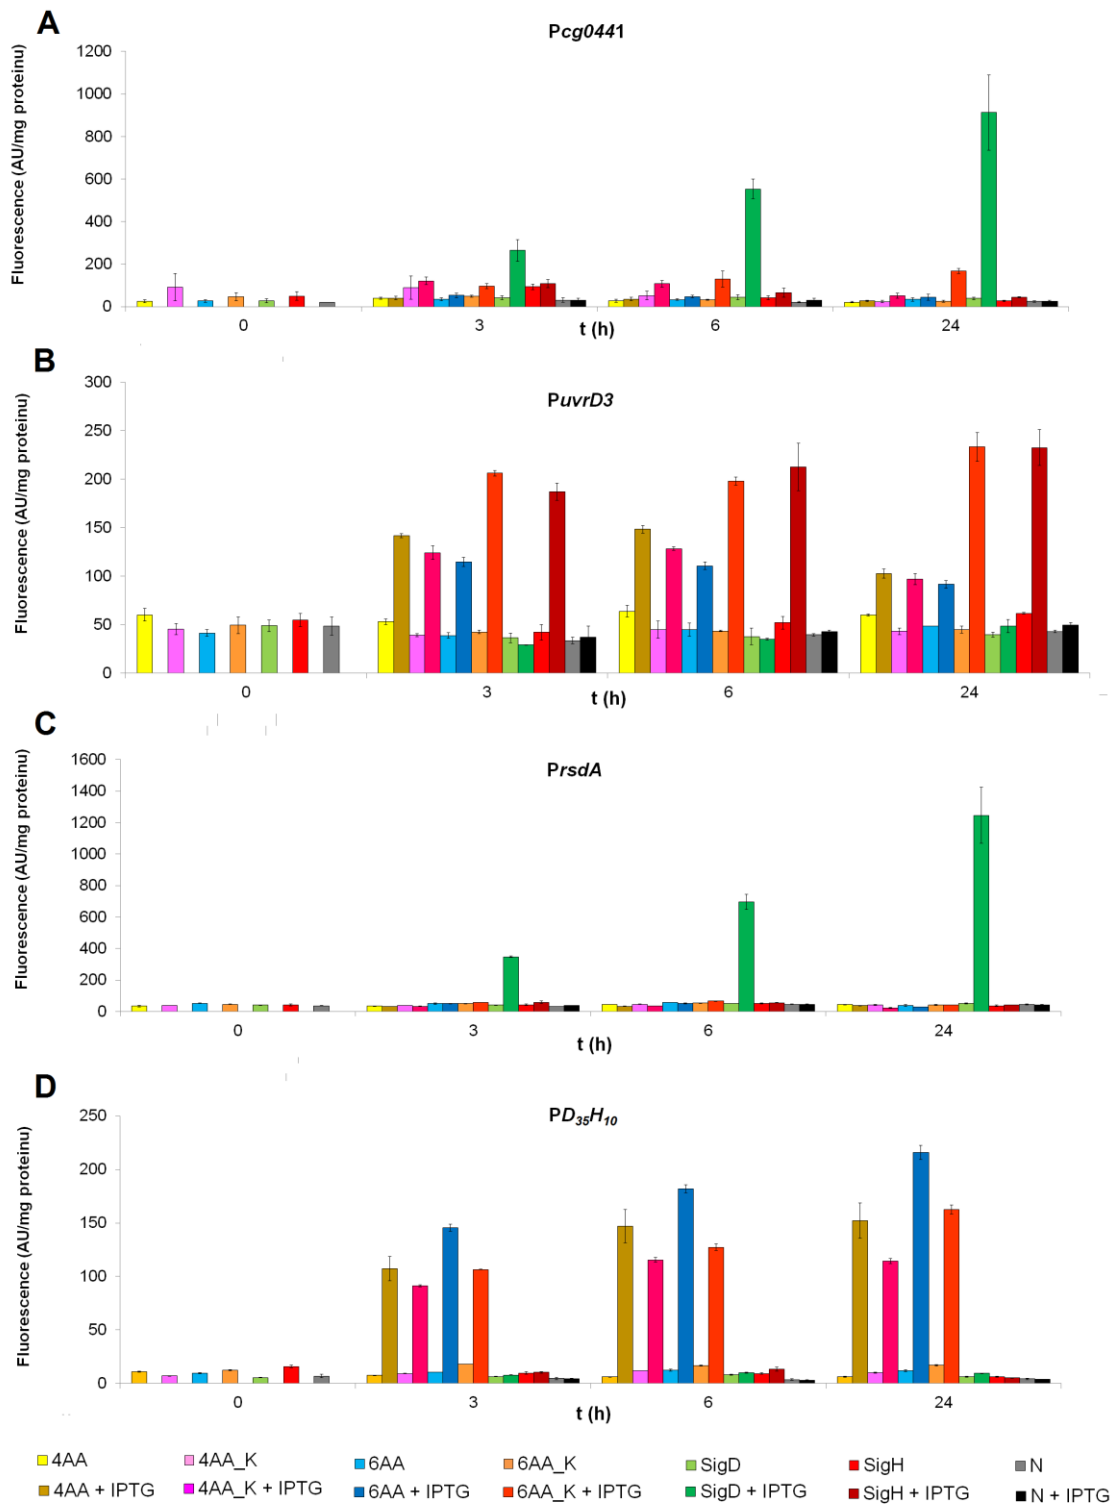 A
Pcg0441
Fluorescence (AU/mg proteinu)
1200
1000
800
600
400
200
0
0 3 6 24
t (h)
B
PuvrD3
Fluorescence (AU/mg proteinu)
300
250
200
150
100
50
0
0 3 6 24
t (h)
C
PrsdA
Fluorescence (AU/mg proteinu)
1600
1400
1200
1000
800
600
400
200
0
0 3 6 24
t (h)
D
PD35H10
Fluorescence (AU/mg proteinu)
250
200
150
100
50
0
0 3 6 24
t (h)
4AA 4AA_K 6AA 6AA_K SigD SigH N
4AA + IPTG 4AA_K + IPTG 6AA + IPTG 6AA_K + IPTG SigD + IPTG SigH + IPTG N + IPTG